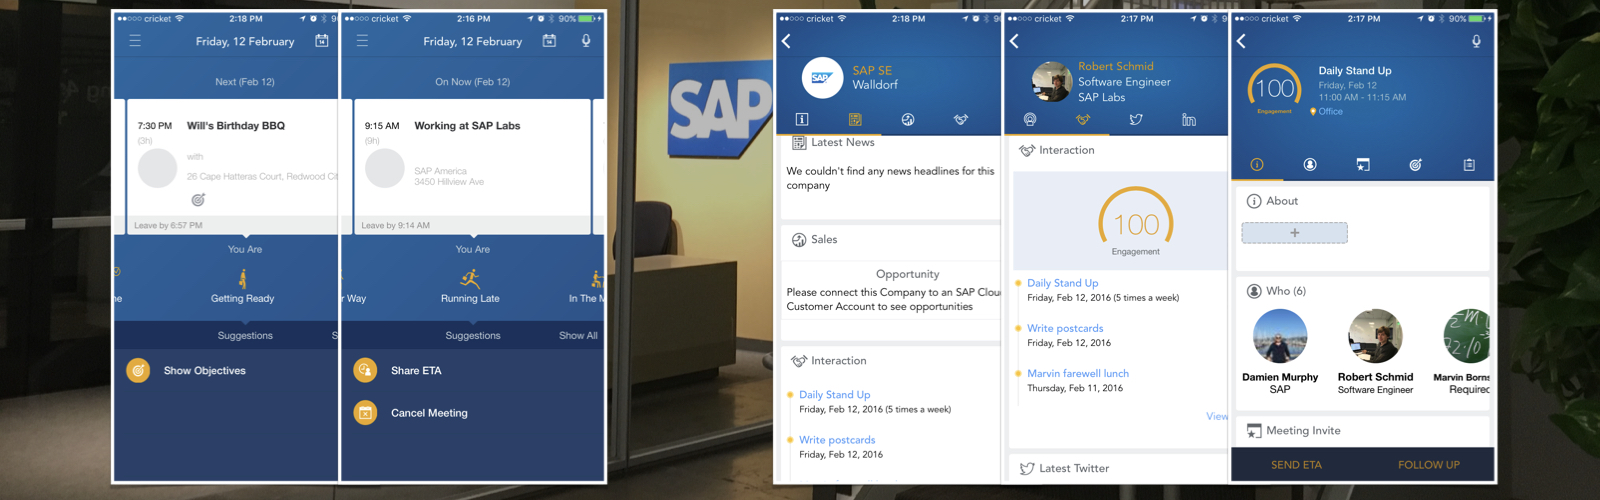 ●●○○○ cricket 2:18 PM
Friday, 12 February
Next (Feb 12)
7:30 PM Will's Birthday BBQ
(3h)
with
26 Cape Hatteras Court, Redwood Cit
Leave by 6:57 PM
You Are
Getting Ready
Suggestions
Show Objectives
●●○○○ cricket 2:16 PM 90%
Friday, 12 February
On Now (Feb 12)
9:15 AM Working at SAP Labs
(9h)
SAP America
3450 Hillview Ave
Leave by 9:14 AM
You Are
r Way Running Late In The M
Suggestions Show All
Share ETA
Cancel Meeting
SAP
●●○○○ cricket 2:18 PM
SAP SE
Walldorf
Latest News
We couldn't find any news headlines for this
company
Sales
Opportunity
Please connect this Company to an SAP Clou
Customer Account to see opportunities
Interaction
Daily Stand Up
Friday, Feb 12, 2016 (5 times a week)
Write postcards
Friday, Feb 12, 2016
●●○○○ cricket 2:17 PM
Robert Schmid
Software Engineer
SAP Labs
Interaction
100
Engagement
Daily Stand Up
Friday, Feb 12, 2016 (5 times a week)
Write postcards
Friday, Feb 12, 2016
Marvin farewell lunch
Thursday, Feb 11, 2016
View
Latest Twitter
●●○○○ cricket 2:17 PM 90%
100
Engagement
Daily Stand Up
Friday, Feb 12
11:00 AM - 11:15 AM
Office
About
+
Who (6)
Damien Murphy
SAP
Robert Schmid
Software Engineer
Marvin Borns
Required
Meeting Invite
SEND ETA FOLLOW UP